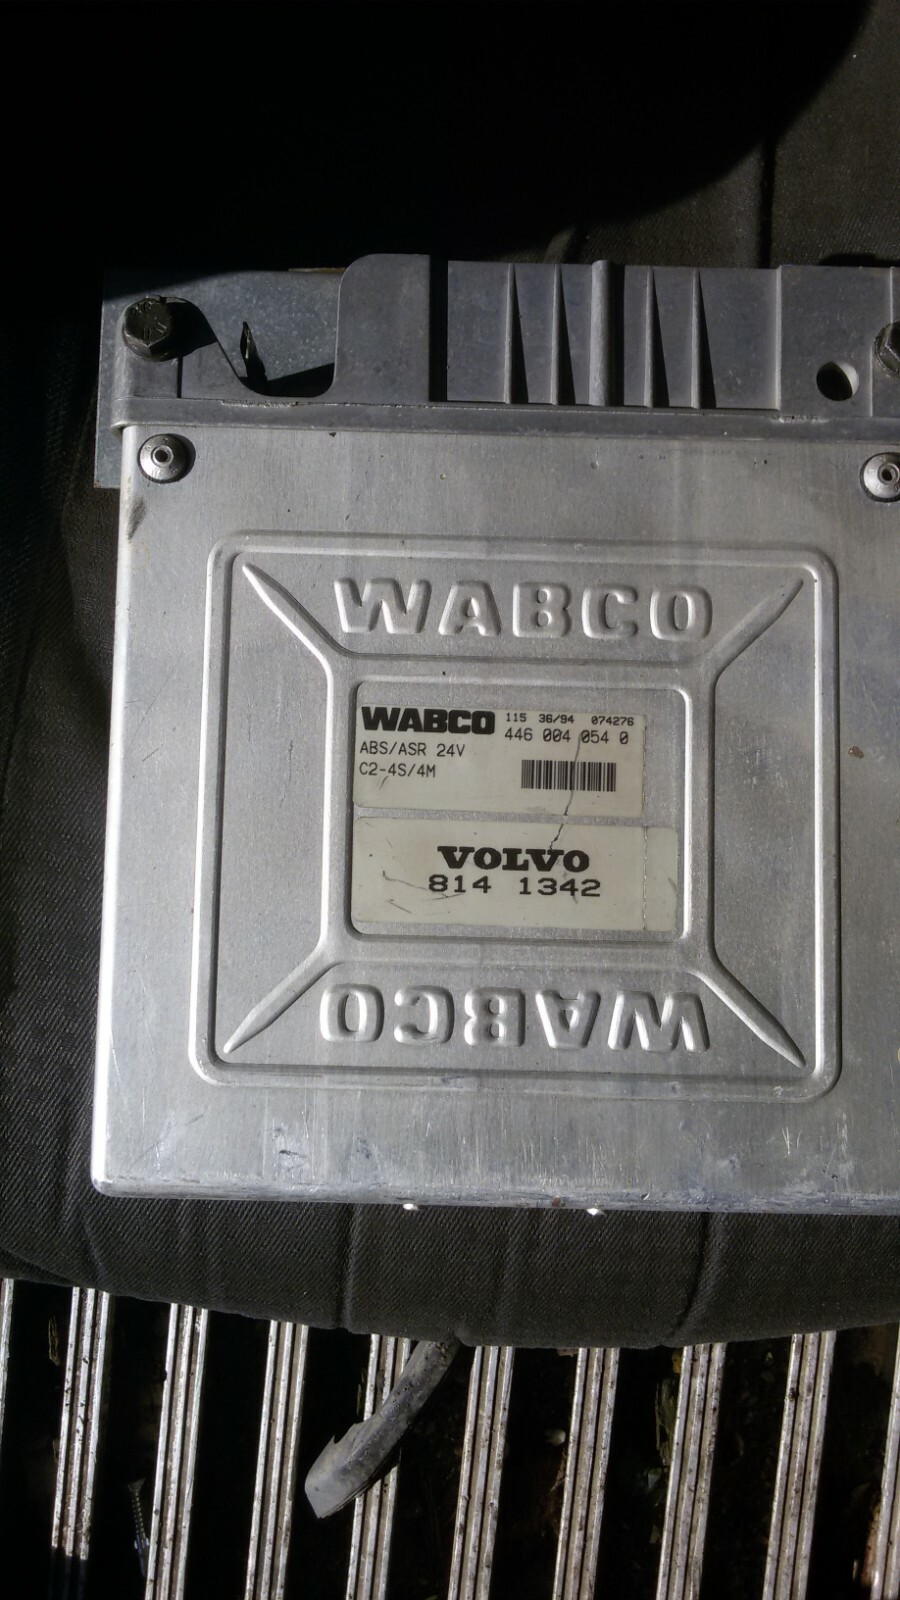 WABCO
WABCO 115 36/94 074276
446 004 054 0
ABS/ASR 24V
C2-4S/4M
VOLVO
814 1342
WABCO